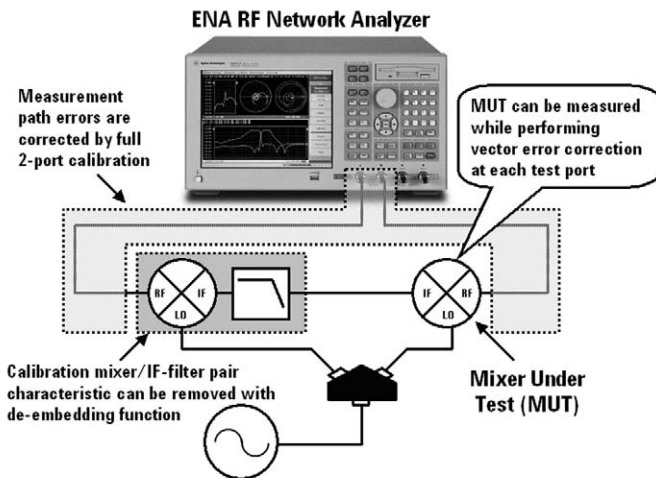 ENA RF Network Analyzer
Measurement
path errors are
corrected by full
2-port calibration
MUT can be measured
while performing
vector error correction
at each test port
RF
IF
LO
IF
RF
LO
Calibration mixer/IF-filter pair
characteristic can be removed with
de-embedding function
Mixer Under
Test (MUT)